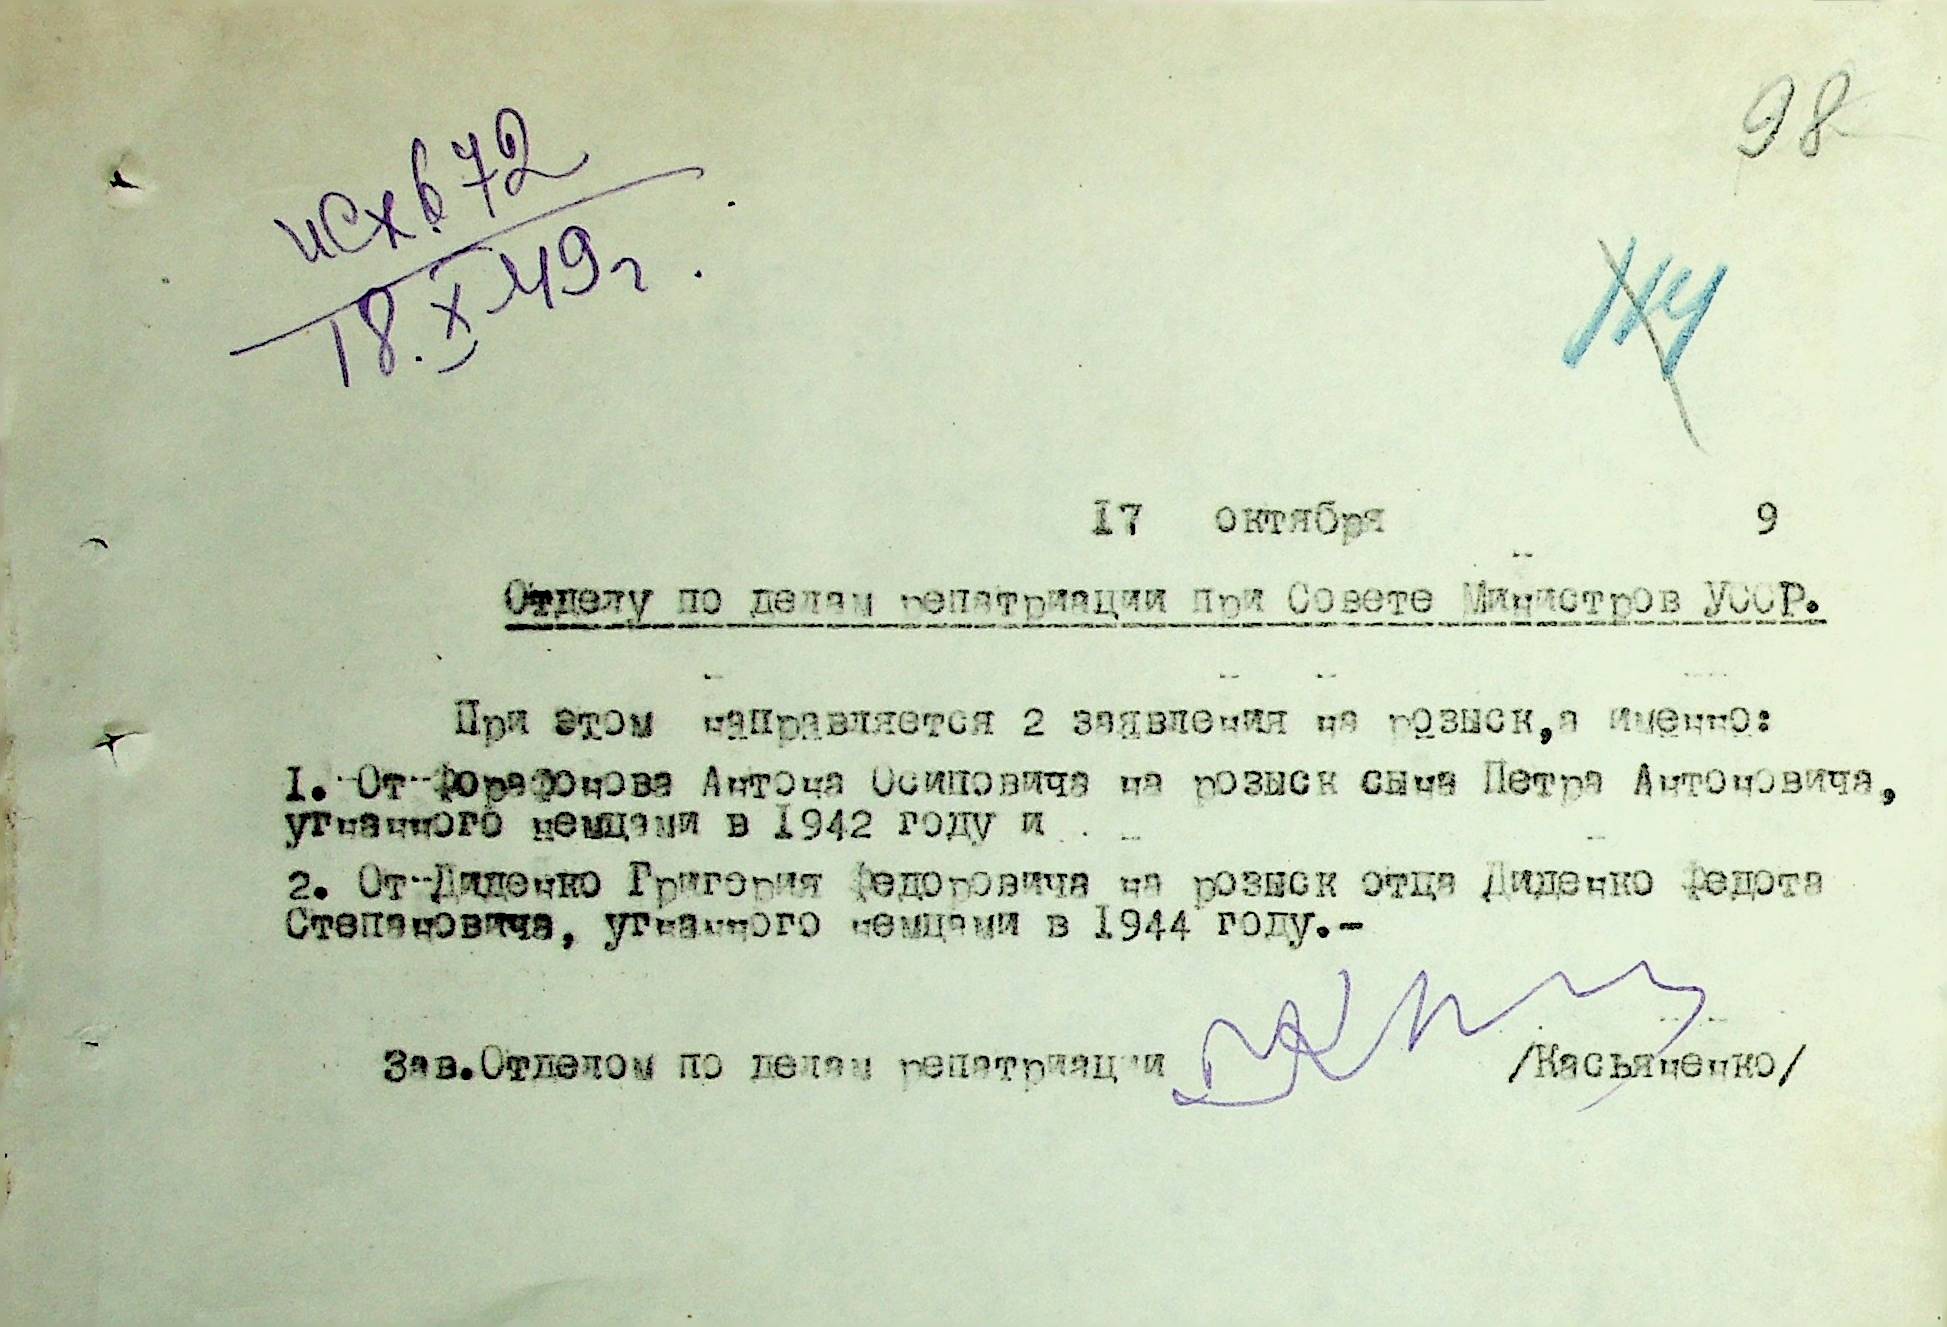 98
исх. 672
18.X 49 г.
114
17 октября 9
Отделу по делам репатриации при Совете Министров УССР.
При этом направляется 2 заявления на розыск, а именно:
1. От Форафонова Антона Осиповича на розыск сына Петра Антоновича,
угнанного немцами в 1942 году и
2. От Диденко Григория Федоровича на розыск отца Диденко Федота
Степановича, угнанного немцами в 1944 году.-
Зав.Отделом по делам репатриации /Касьяненко/